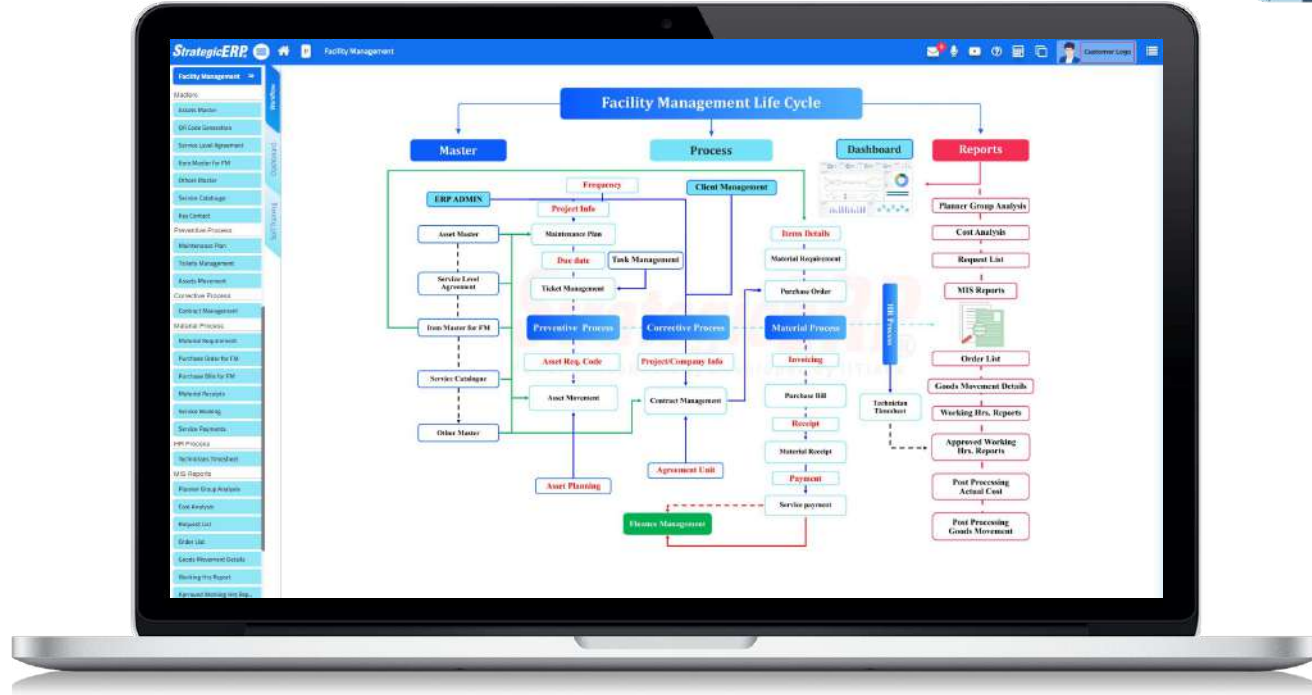 StrategicERP
Facility Management
Customer Logo
Facility Management
Masters
Assets Master
QR Code Generation
Service Level Agreement
Item Master for FM
Others Master
Service Catalogue
Key Contact
Preventive Process
Maintenance Plan
Tickets Management
Assets Movement
Corrective Process
Contract Management
Material Process
Material Requirement
Purchase Order for FM
Purchase Bills for FM
Material Receipts
Service Booking
Service Payments
HR Process
Technicians Timesheet
MIS Reports
Planner Group Analysis
Cost Analysis
Request List
Order List
Goods Movement Details
Working Hrs Report
Facility Management Life Cycle
Master
Process
Dashboard
Reports
Frequency
Client Management
ERP ADMIN
Project Info
Planner Group Analysis
Asset Master
Maintenance Plan
Items Details
Cost Analysis
Due date
Task Management
Material Requirement
Request List
Service Level
Agreement
Ticket Management
Purchase Order
MIS Reports
HR Process
Item Master for FM
Preventive Process
Corrective Process
Material Process
Asset Req. Code
Project/Company Info
Invoicing
Order List
Service Catalogue
Goods Movement Details
Asset Movement
Contract Management
Purchase Bill
Technician
Timesheet
Working Hrs. Reports
Other Master
Receipt
Approved Working
Hrs. Reports
Material Receipt
Agreement Unit
Payment
Asset Planning
Post Processing
Actual Cost
Service payment
Finance Management
Post Processing
Goods Movement